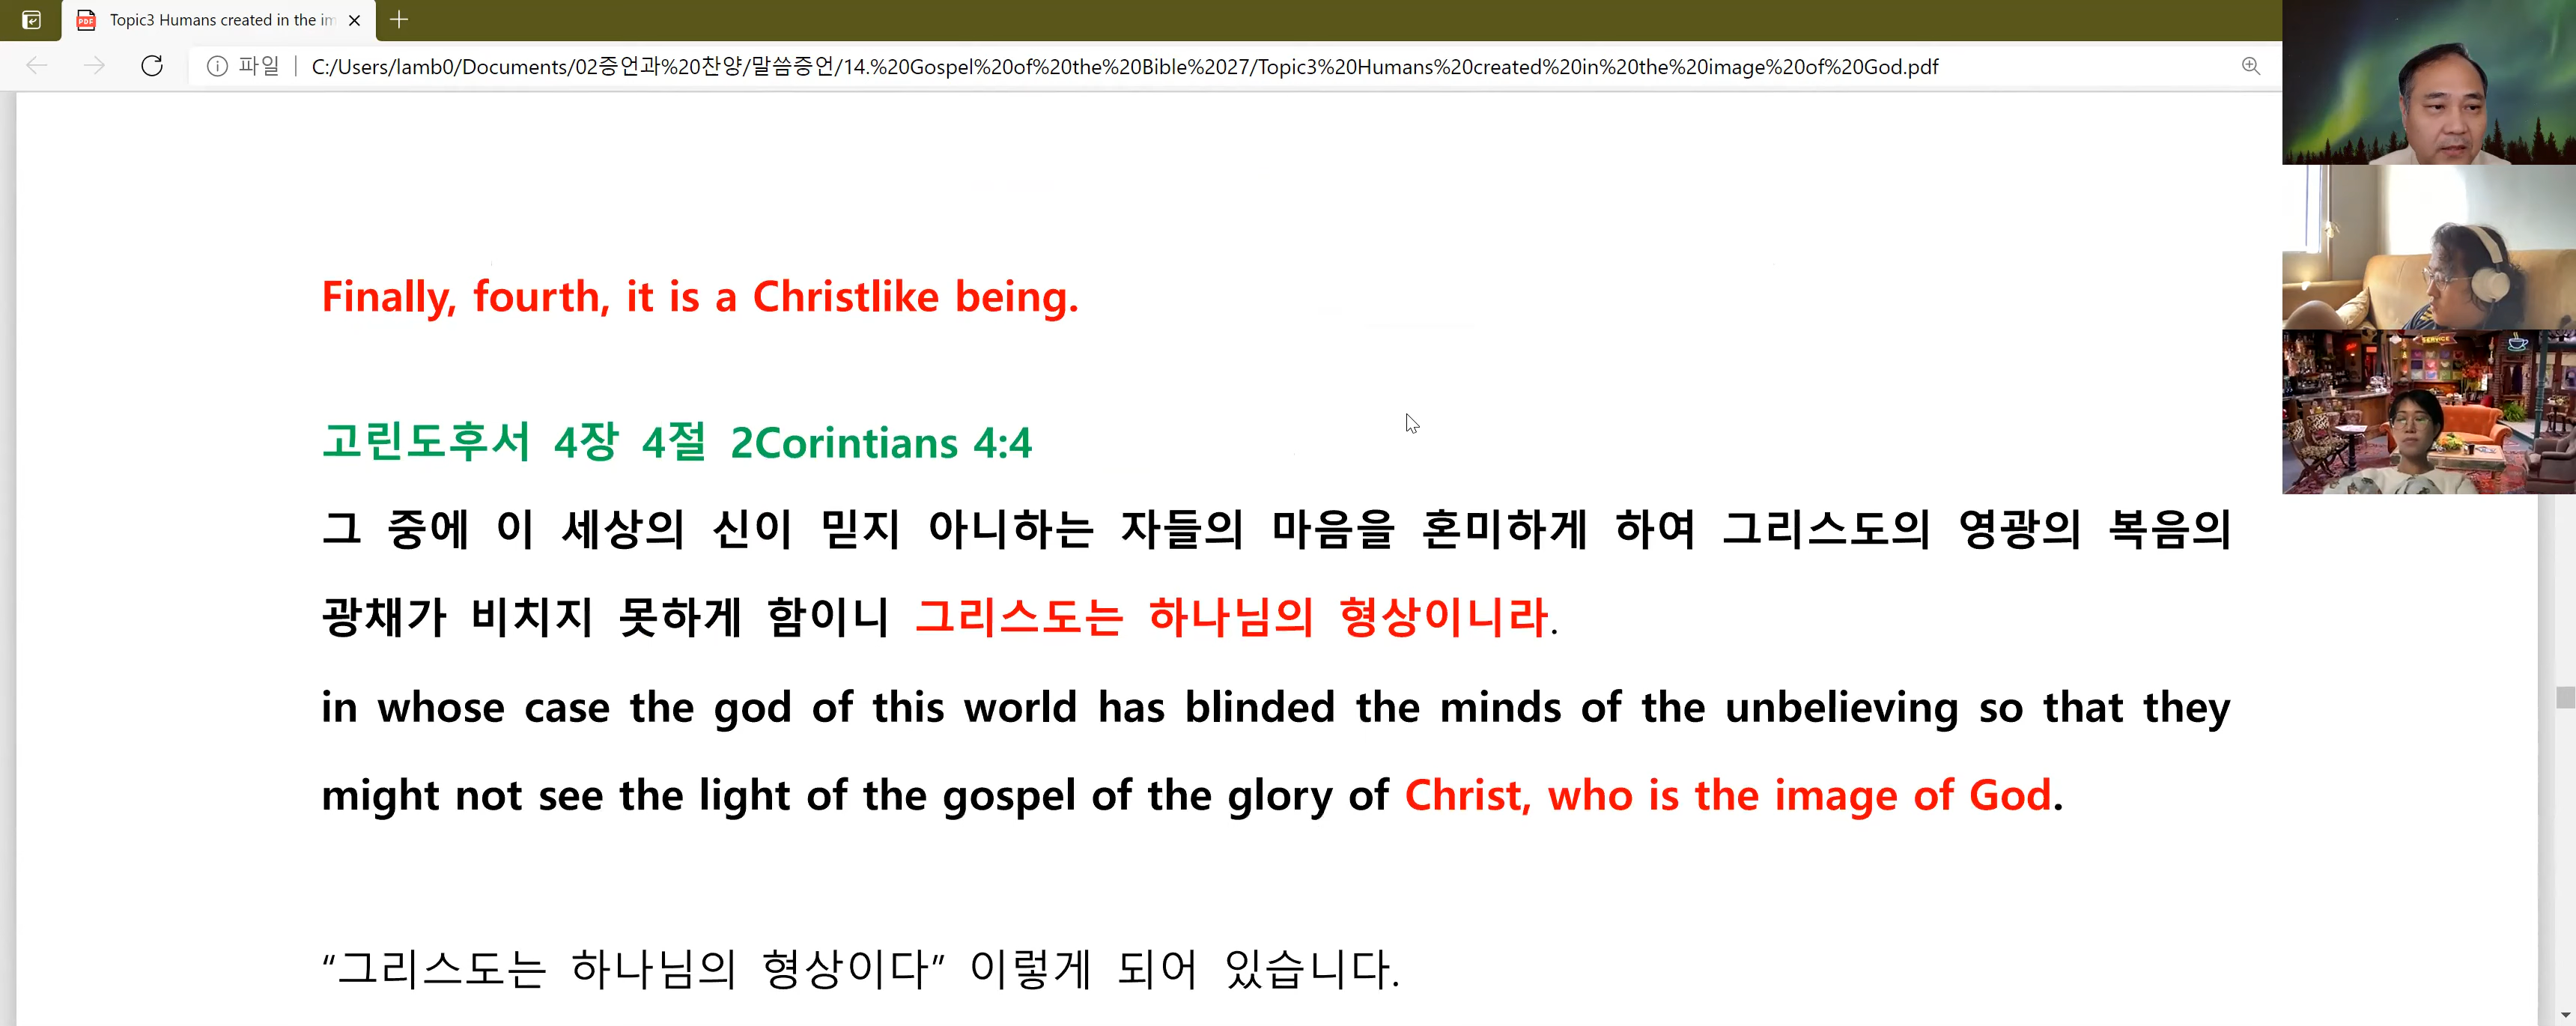 Topic3 Humans created in the im
파일 C:/Users/lamb0/Documents/02증언과%20찬양/말씀증언/14.%20Gospel%20of%20the%20Bible%2027/Topic3%20Humans%20created%20in%20the%20image%20of%20God.pdf
Finally, fourth, it is a Christlike being.
고린도후서 4장 4절 2Corintians 4:4
그 중에 이 세상의 신이 믿지 아니하는 자들의 마음을 혼미하게 하여 그리스도의 영광의 복음의
광채가 비치지 못하게 함이니 그리스도는 하나님의 형상이니라.
in whose case the god of this world has blinded the minds of the unbelieving so that they
might not see the light of the gospel of the glory of Christ, who is the image of God.
“그리스도는 하나님의 형상이다” 이렇게 되어 있습니다.
SERVICE